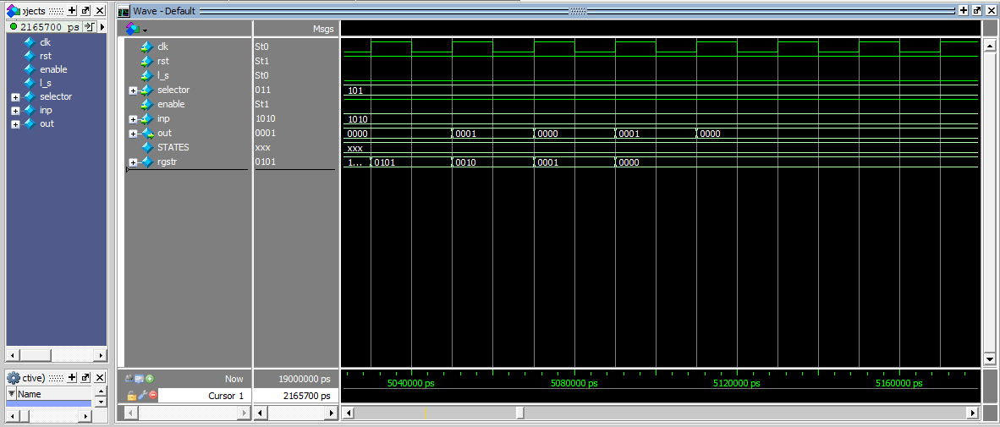 ojects
2165700 ps
clk
rst
enable
l_s
selector
inp
out
ctive)
Name
Wave - Default
Msgs
clk St0
rst St1
l_s St0
selector 011 101
enable St1
inp 1010 1010
out 0001 0000 0001 0000 0001 0000
STATES xxx xxx
rgstr 0101 1... 0101 0010 0001 0000
Now 19000000 ps
5040000 ps 5080000 ps 5120000 ps 5160000 ps
Cursor 1 2165700 ps